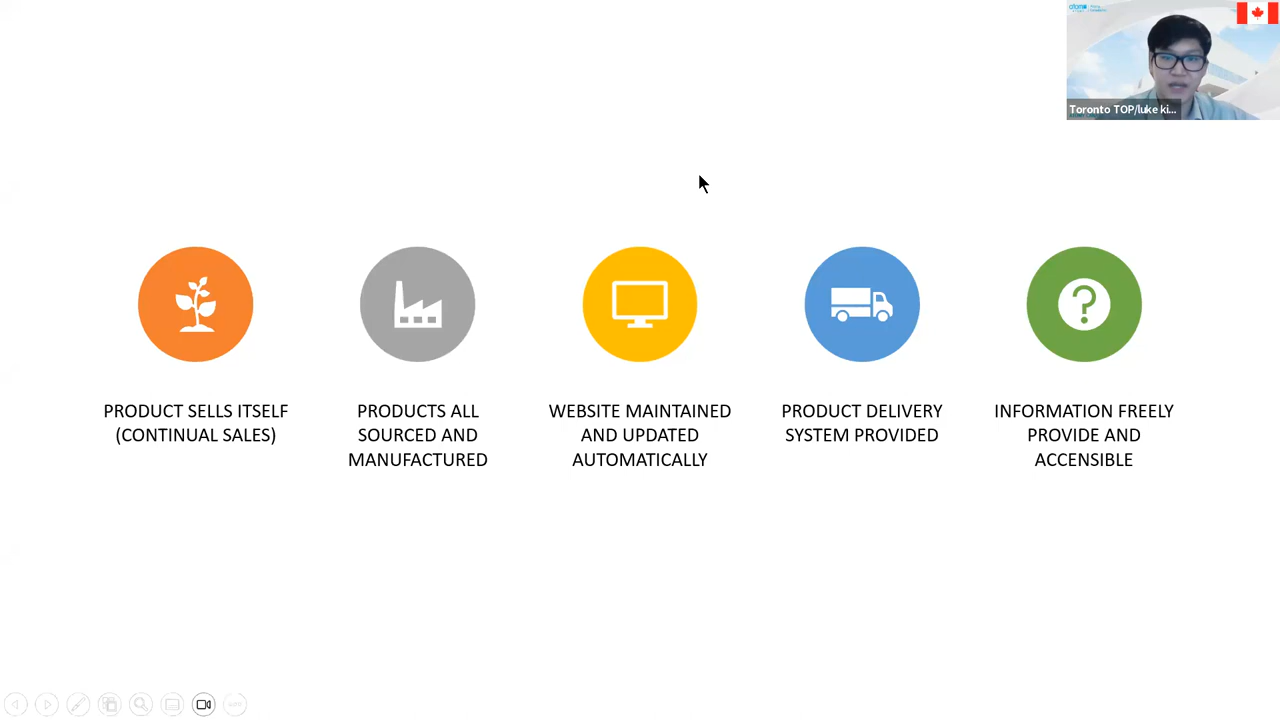 Toronto TOP/luke ki...
PRODUCT SELLS ITSELF
(CONTINUAL SALES)
PRODUCTS ALL
SOURCED AND
MANUFACTURED
WEBSITE MAINTAINED
AND UPDATED
AUTOMATICALLY
PRODUCT DELIVERY
SYSTEM PROVIDED
INFORMATION FREELY
PROVIDE AND
ACCENSIBLE